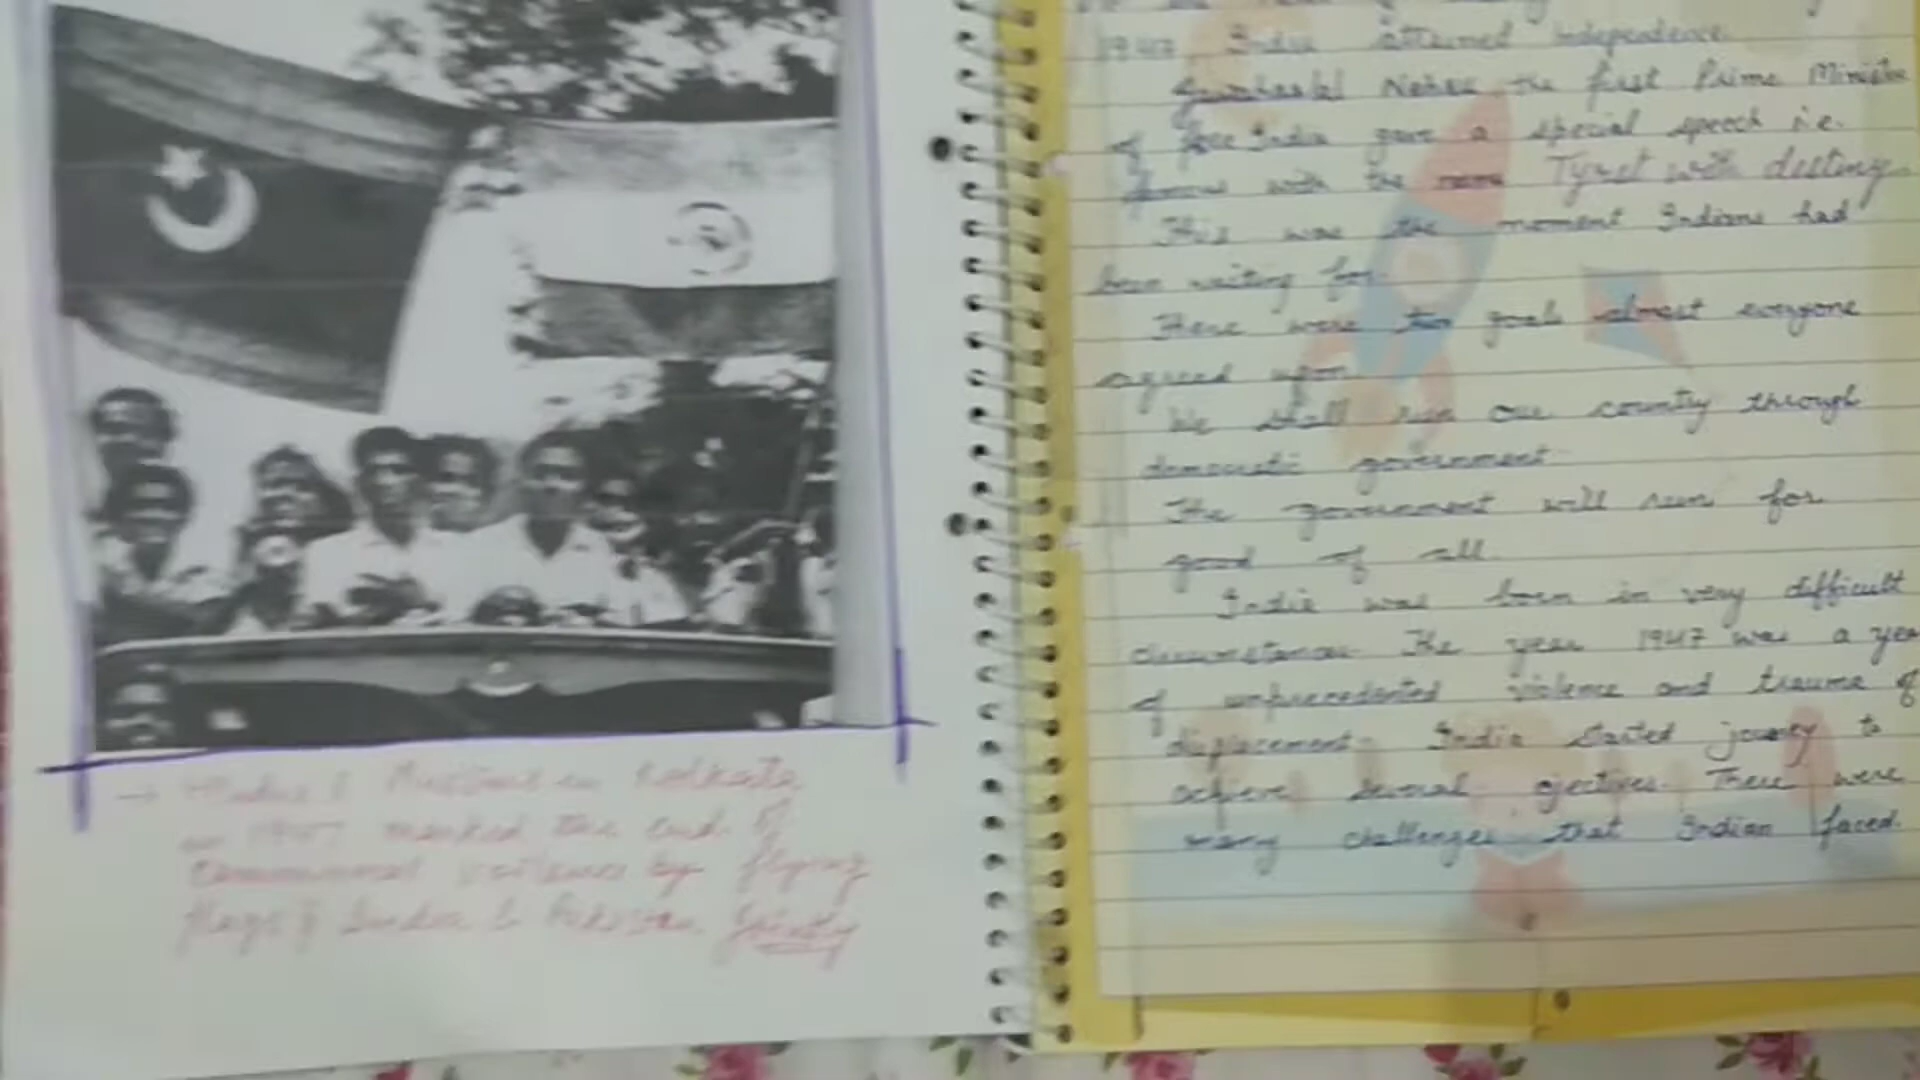 → Hindus & Muslims in Kolkata
in 1947 marked the end of
communal voilence by flying
flags of India & Pakistan jointly
1947 India attained independence.
Jawaharlal Nehru the first Prime Minister
of free India gave a special speech i.e.
famous with the name Tyrst with destiny.
This was the moment Indians had
been waiting for.
There were two goals almost everyone
agreed upon
We shall run our country through
democratic government.
The government will run for
good of all.
India was born in very difficult
circumstances. The year 1947 was a year
of unprecedented violence and trauma of
displacement. India started journey to
achieve several ojectives. There were
many challenges that Indian faced.